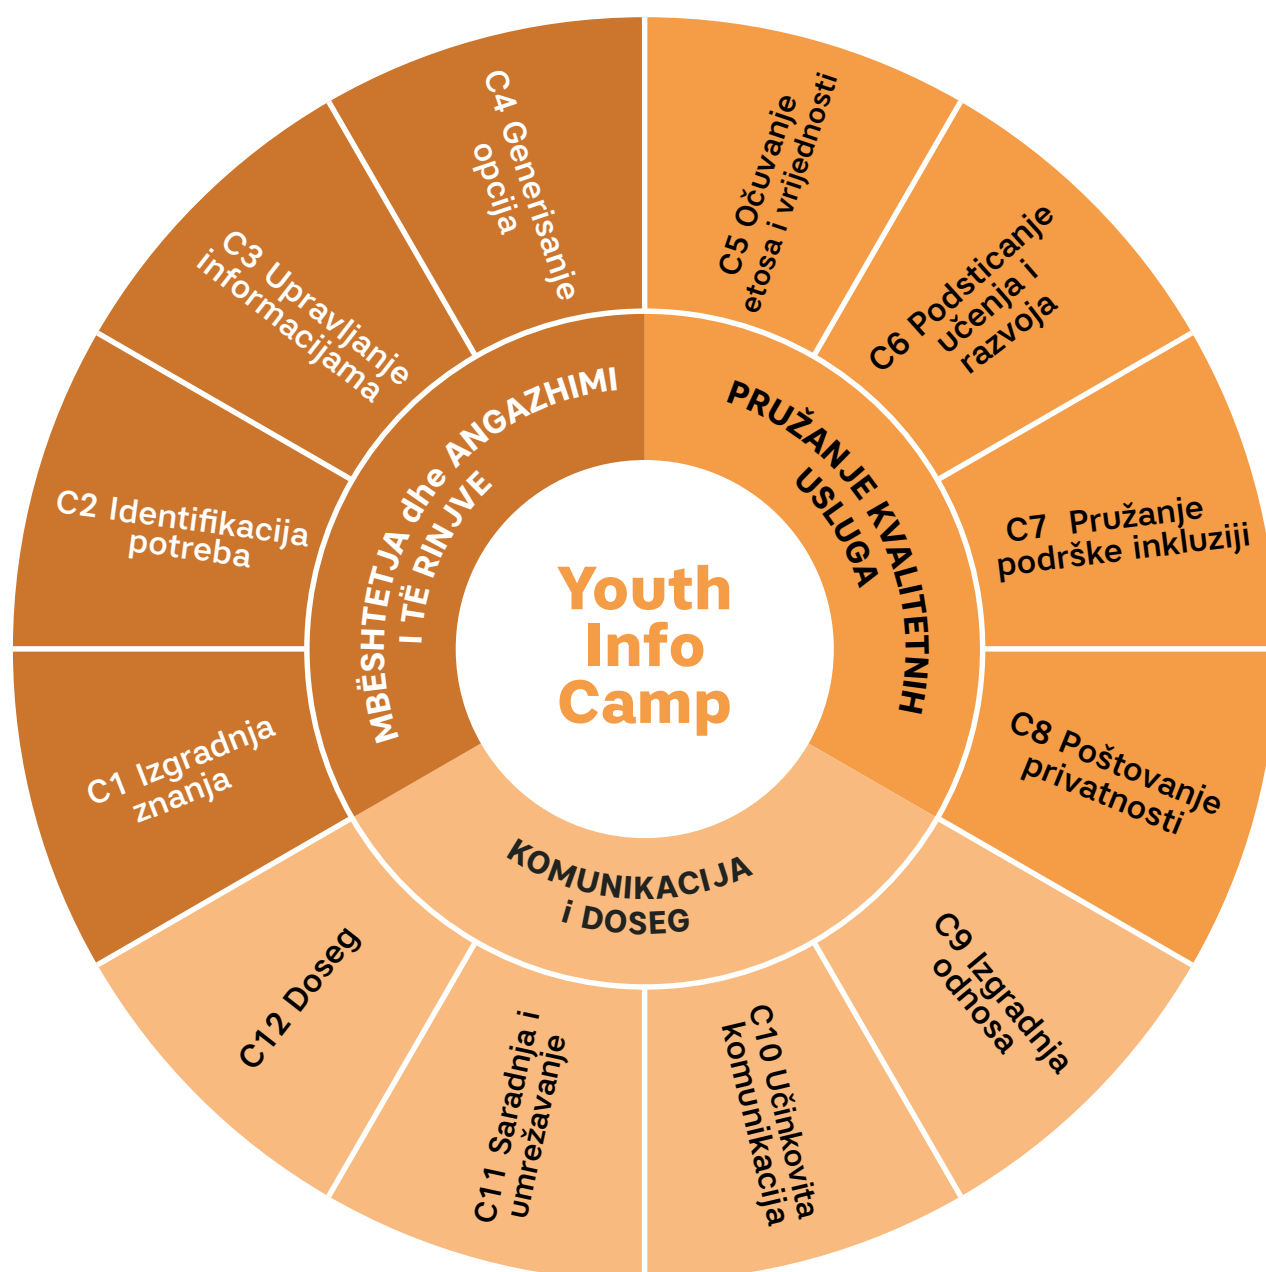 Youth
Info
Camp
MBËSHTETJA dhe ANGAZHIMI
I TË RINJVE
PRUŽANJE KVALITETNIH
USLUGA
KOMUNIKACIJA
i DOSEG
C1 Izgradnja
znanja
C2 Identifikacija
potreba
C3 Upravljanje
informacijama
C4 Generisanje
opcija
C5 Očuvanje
etosa i vrijednosti
C6 Podsticanje
učenja i
razvoja
C7 Pružanje
podrške inkluziji
C8 Poštovanje
privatnosti
C9 Izgradnja
odnosa
C10 Učinkovita
komunikacija
C11 Saradnja i
umrežavanje
C12 Doseg